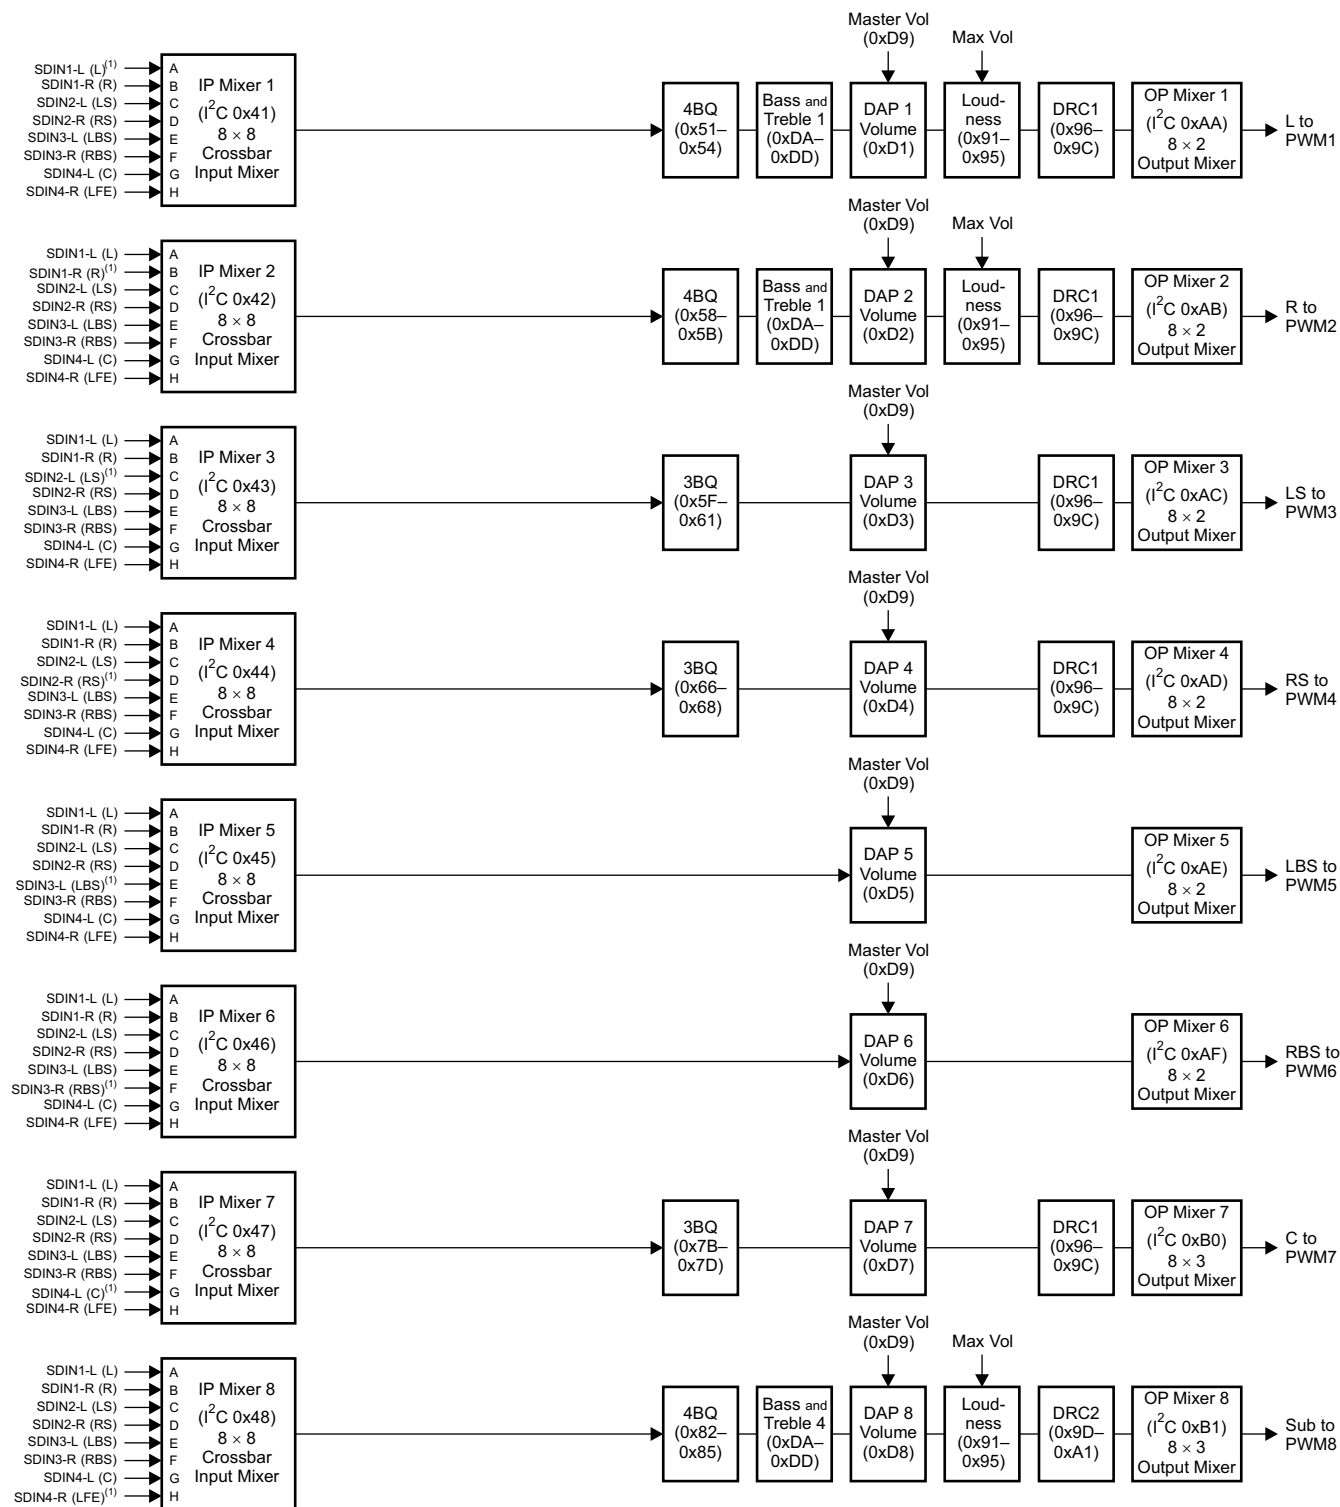 Master Vol
(0xD9)
Max Vol
SDIN1-L (L)(1)
SDIN1-R (R)
SDIN2-L (LS)
SDIN2-R (RS)
SDIN3-L (LBS)
SDIN3-R (RBS)
SDIN4-L (C)
SDIN4-R (LFE)
A
B
C
D
E
F
G
H
IP Mixer 1
(I2C 0x41)
8 × 8
Crossbar
Input Mixer
4BQ
(0x51–
0x54)
Bass and
Treble 1
(0xDA–
0xDD)
DAP 1
Volume
(0xD1)
Loud-
ness
(0x91–
0x95)
DRC1
(0x96–
0x9C)
OP Mixer 1
(I2C 0xAA)
8 × 2
Output Mixer
L to
PWM1
Master Vol
(0xD9)
Max Vol
SDIN1-L (L)
SDIN1-R (R)(1)
SDIN2-L (LS)
SDIN2-R (RS)
SDIN3-L (LBS)
SDIN3-R (RBS)
SDIN4-L (C)
SDIN4-R (LFE)
A
B
C
D
E
F
G
H
IP Mixer 2
(I2C 0x42)
8 × 8
Crossbar
Input Mixer
4BQ
(0x58–
0x5B)
Bass and
Treble 1
(0xDA–
0xDD)
DAP 2
Volume
(0xD2)
Loud-
ness
(0x91–
0x95)
DRC1
(0x96–
0x9C)
OP Mixer 2
(I2C 0xAB)
8 × 2
Output Mixer
R to
PWM2
Master Vol
(0xD9)
SDIN1-L (L)
SDIN1-R (R)
SDIN2-L (LS)(1)
SDIN2-R (RS)
SDIN3-L (LBS)
SDIN3-R (RBS)
SDIN4-L (C)
SDIN4-R (LFE)
A
B
C
D
E
F
G
H
IP Mixer 3
(I2C 0x43)
8 × 8
Crossbar
Input Mixer
3BQ
(0x5F–
0x61)
DAP 3
Volume
(0xD3)
DRC1
(0x96–
0x9C)
OP Mixer 3
(I2C 0xAC)
8 × 2
Output Mixer
LS to
PWM3
Master Vol
(0xD9)
SDIN1-L (L)
SDIN1-R (R)
SDIN2-L (LS)
SDIN2-R (RS)(1)
SDIN3-L (LBS)
SDIN3-R (RBS)
SDIN4-L (C)
SDIN4-R (LFE)
A
B
C
D
E
F
G
H
IP Mixer 4
(I2C 0x44)
8 × 8
Crossbar
Input Mixer
3BQ
(0x66–
0x68)
DAP 4
Volume
(0xD4)
DRC1
(0x96–
0x9C)
OP Mixer 4
(I2C 0xAD)
8 × 2
Output Mixer
RS to
PWM4
Master Vol
(0xD9)
SDIN1-L (L)
SDIN1-R (R)
SDIN2-L (LS)
SDIN2-R (RS)
SDIN3-L (LBS)(1)
SDIN3-R (RBS)
SDIN4-L (C)
SDIN4-R (LFE)
A
B
C
D
E
F
G
H
IP Mixer 5
(I2C 0x45)
8 × 8
Crossbar
Input Mixer
DAP 5
Volume
(0xD5)
OP Mixer 5
(I2C 0xAE)
8 × 2
Output Mixer
LBS to
PWM5
Master Vol
(0xD9)
SDIN1-L (L)
SDIN1-R (R)
SDIN2-L (LS)
SDIN2-R (RS)
SDIN3-L (LBS)
SDIN3-R (RBS)(1)
SDIN4-L (C)
SDIN4-R (LFE)
A
B
C
D
E
F
G
H
IP Mixer 6
(I2C 0x46)
8 × 8
Crossbar
Input Mixer
DAP 6
Volume
(0xD6)
OP Mixer 6
(I2C 0xAF)
8 × 2
Output Mixer
RBS to
PWM6
Master Vol
(0xD9)
SDIN1-L (L)
SDIN1-R (R)
SDIN2-L (LS)
SDIN2-R (RS)
SDIN3-L (LBS)
SDIN3-R (RBS)
SDIN4-L (C)(1)
SDIN4-R (LFE)
A
B
C
D
E
F
G
H
IP Mixer 7
(I2C 0x47)
8 × 8
Crossbar
Input Mixer
3BQ
(0x7B–
0x7D)
DAP 7
Volume
(0xD7)
DRC1
(0x96–
0x9C)
OP Mixer 7
(I2C 0xB0)
8 × 3
Output Mixer
C to
PWM7
Master Vol
(0xD9)
Max Vol
SDIN1-L (L)
SDIN1-R (R)
SDIN2-L (LS)
SDIN2-R (RS)
SDIN3-L (LBS)
SDIN3-R (RBS)
SDIN4-L (C)
SDIN4-R (LFE)(1)
A
B
C
D
E
F
G
H
IP Mixer 8
(I2C 0x48)
8 × 8
Crossbar
Input Mixer
4BQ
(0x82–
0x85)
Bass and
Treble 4
(0xDA–
0xDD)
DAP 8
Volume
(0xD8)
Loud-
ness
(0x91–
0x95)
DRC2
(0x9D–
0xA1)
OP Mixer 8
(I2C 0xB1)
8 × 3
Output Mixer
Sub to
PWM8